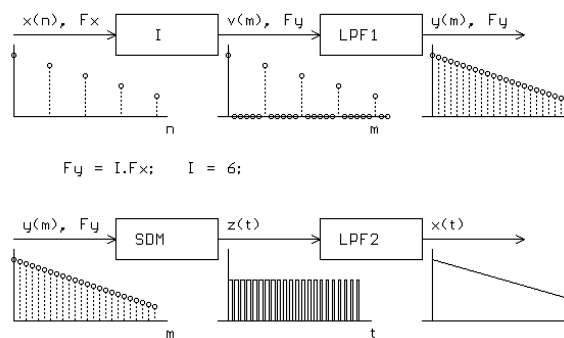 x(n), Fx
I
v(m), Fy
LPF1
y(m), Fy
n
m
Fy = I.Fx; I = 6;
y(m), Fy
SDM
z(t)
LPF2
x(t)
m
t